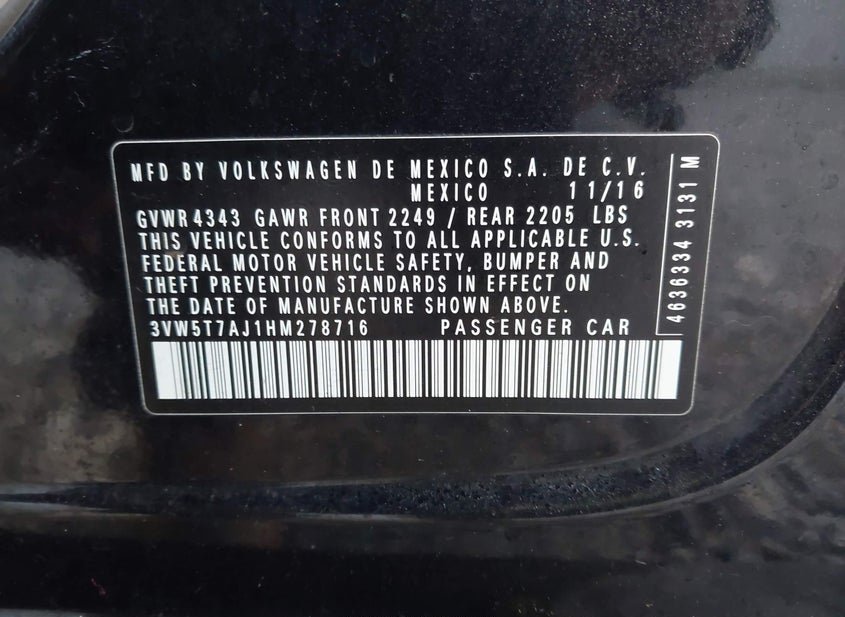 MFD BY VOLKSWAGEN DE MEXICO S.A. DE C.V.
MEXICO 11/16
GVWR 4343 GAWR FRONT 2249 / REAR 2205 LBS
THIS VEHICLE CONFORMS TO ALL APPLICABLE U.S.
FEDERAL MOTOR VEHICLE SAFETY, BUMPER AND
THEFT PREVENTION STANDARDS IN EFFECT ON
THE DATE OF MANUFACTURE SHOWN ABOVE.
3VW5T7AJ1HM278716 PASSENGER CAR
4636334 3131 M